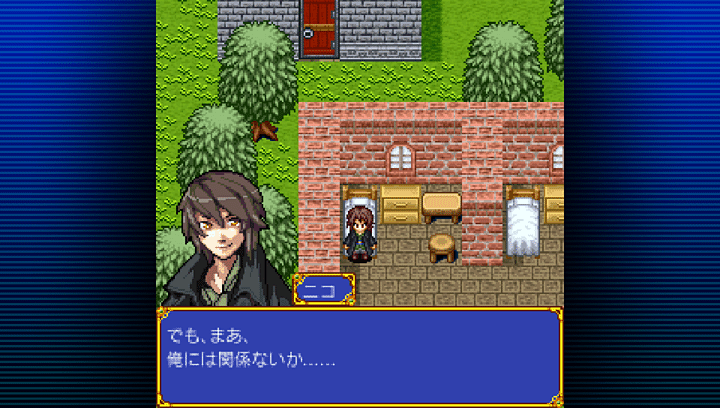 ニコ
でも、まあ、
俺には関係ないか……